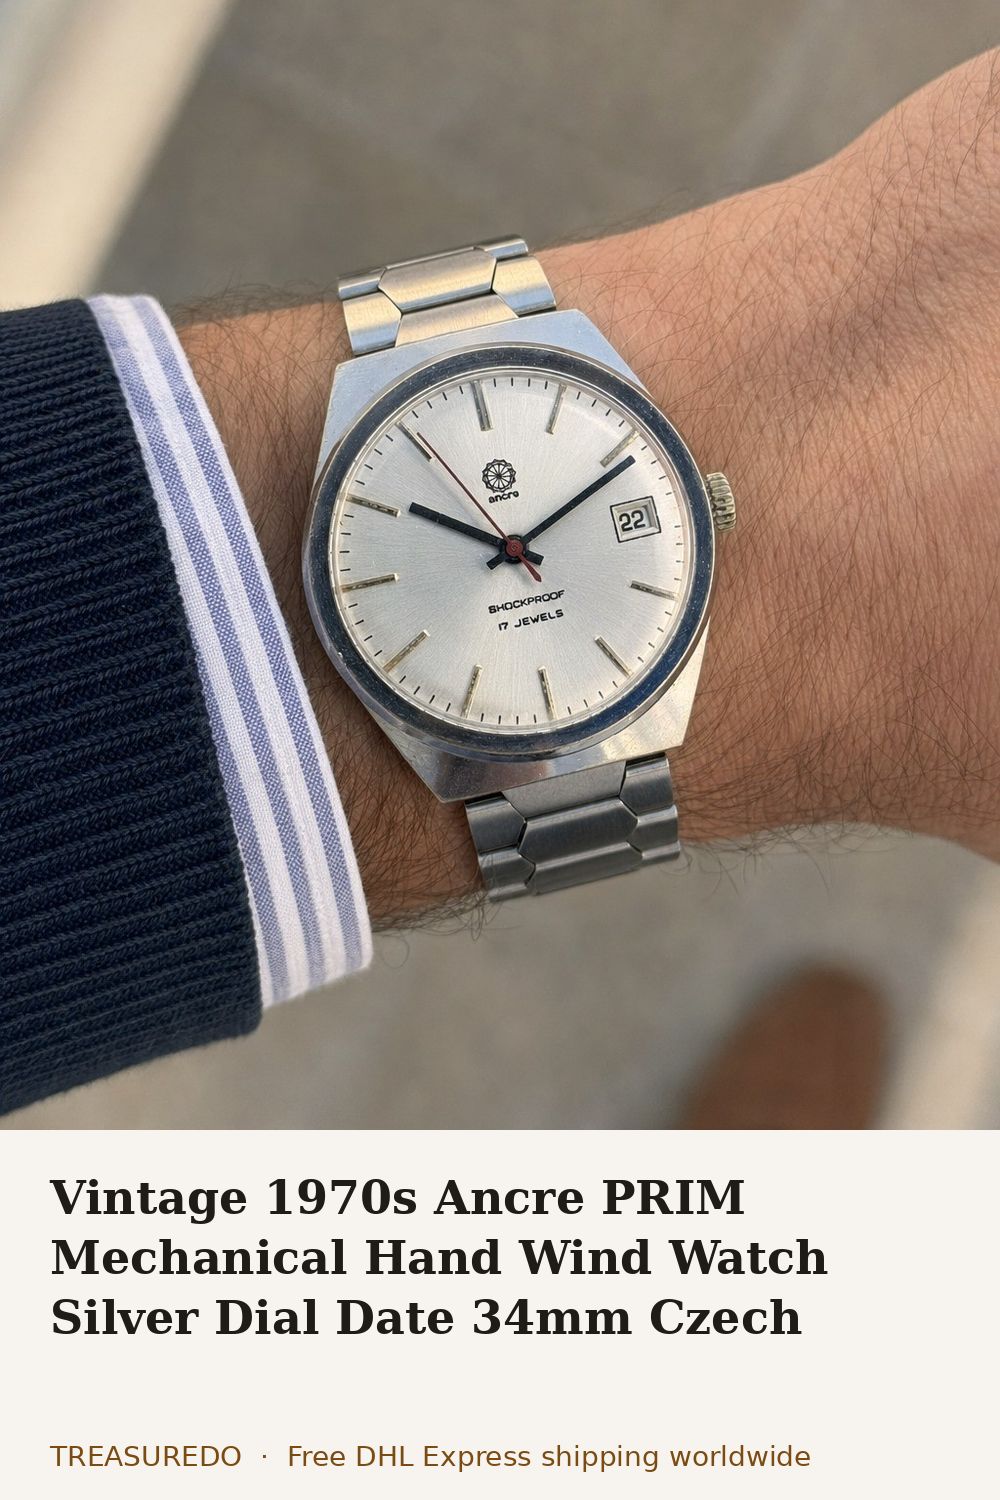 ancre
22
SHOCKPROOF
17 JEWELS
Vintage 1970s Ancre PRIM
Mechanical Hand Wind Watch
Silver Dial Date 34mm Czech
TREASUREDO · Free DHL Express shipping worldwide